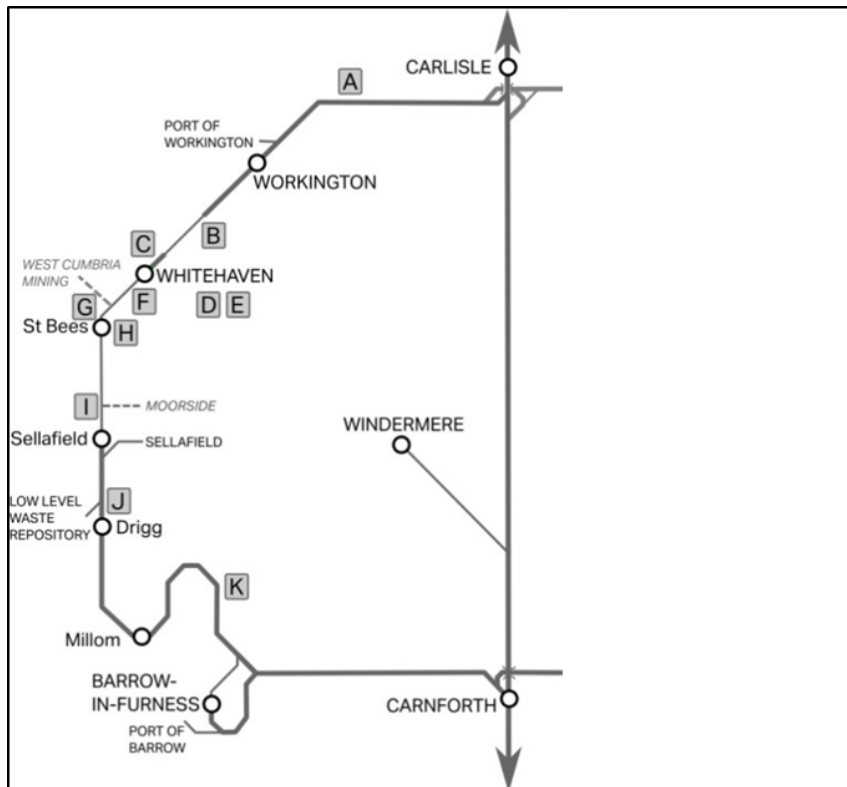 CARLISLE
A
PORT OF
WORKINGTON
WORKINGTON
B
C
WEST CUMBRIA
MINING
WHITEHAVEN
F
D E
G
St Bees
H
I
MOORSIDE
WINDERMERE
Sellafield
SELLAFIELD
J
LOW LEVEL
WASTE
REPOSITORY
Drigg
K
Millom
BARROW-
IN-FURNESS
CARNFORTH
PORT OF
BARROW